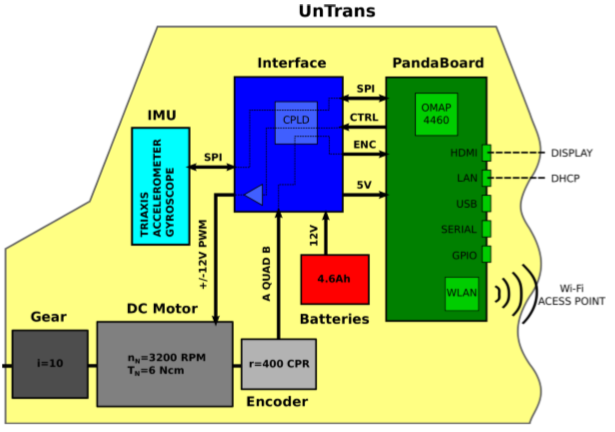 UnTrans
Interface
PandaBoard
IMU
SPI
CPLD
OMAP
4460
CTRL
ENC
HDMI
DISPLAY
TRIAXIS
ACCELEROMETER
GYROSCOPE
SPI
5V
LAN
DHCP
USB
SERIAL
GPIO
+/-12V PWM
A QUAD B
12V
4.6Ah
WLAN
Wi-Fi
ACESS POINT
Batteries
Gear
DC Motor
i=10
nN=3200 RPM
TN=6 Ncm
r=400 CPR
Encoder